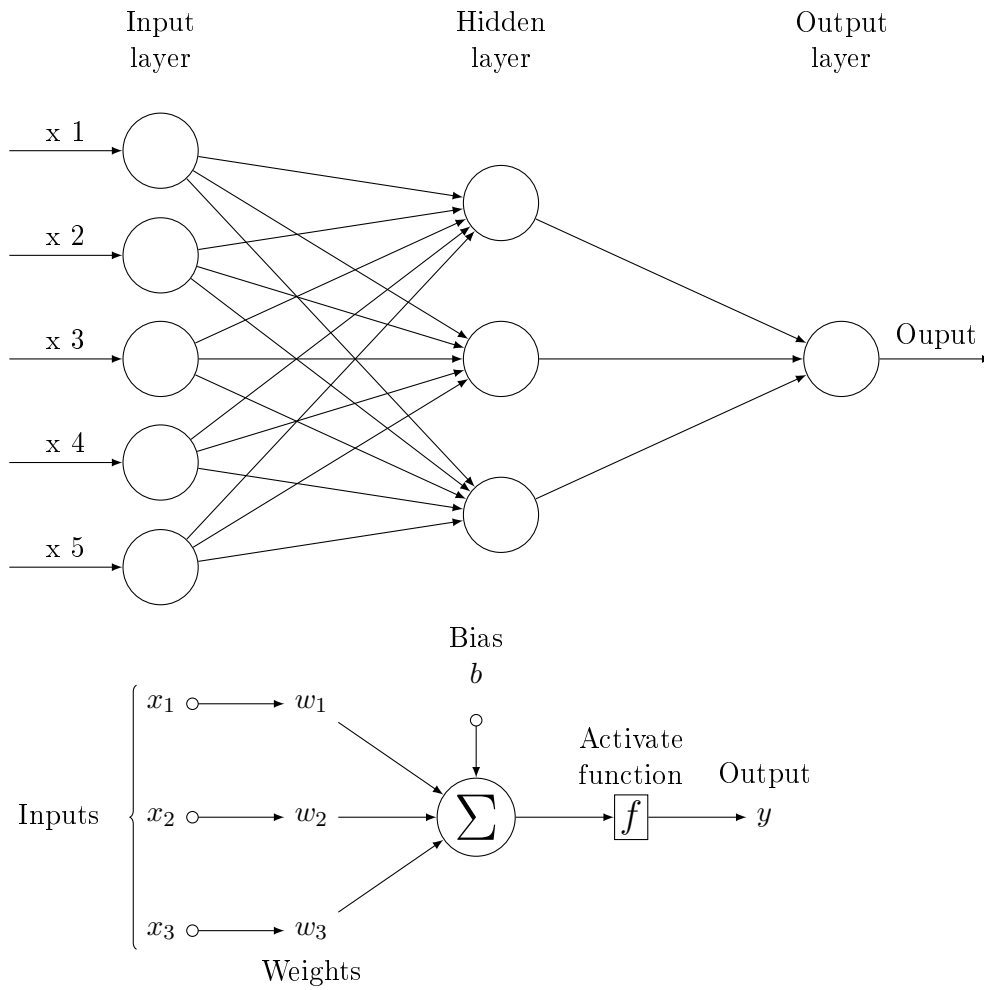 Input
layer
Hidden
layer
Output
layer
x 1
x 2
x 3
x 4
x 5
Ouput
Bias
b
Inputs
x₁
w₁
x₂
w₂
x₃
w₃
Weights
∑
Activate
function
f
Output
y